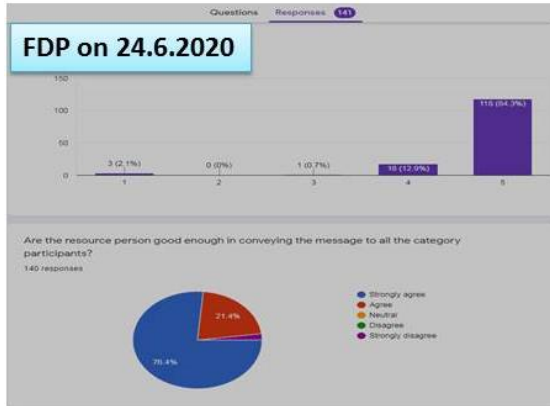 Questions Responses 141
FDP on 24.6.2020
150
100
50
0
3 (2.1%)
0 (0%)
1 (0.7%)
18 (12.9%)
118 (84.3%)
1 2 3 4 5
Are the resource person good enough in conveying the message to all the category
participants?
140 responses
21.4%
76.4%
Strongly agree
Agree
Neutral
Disagree
Strongly disagree